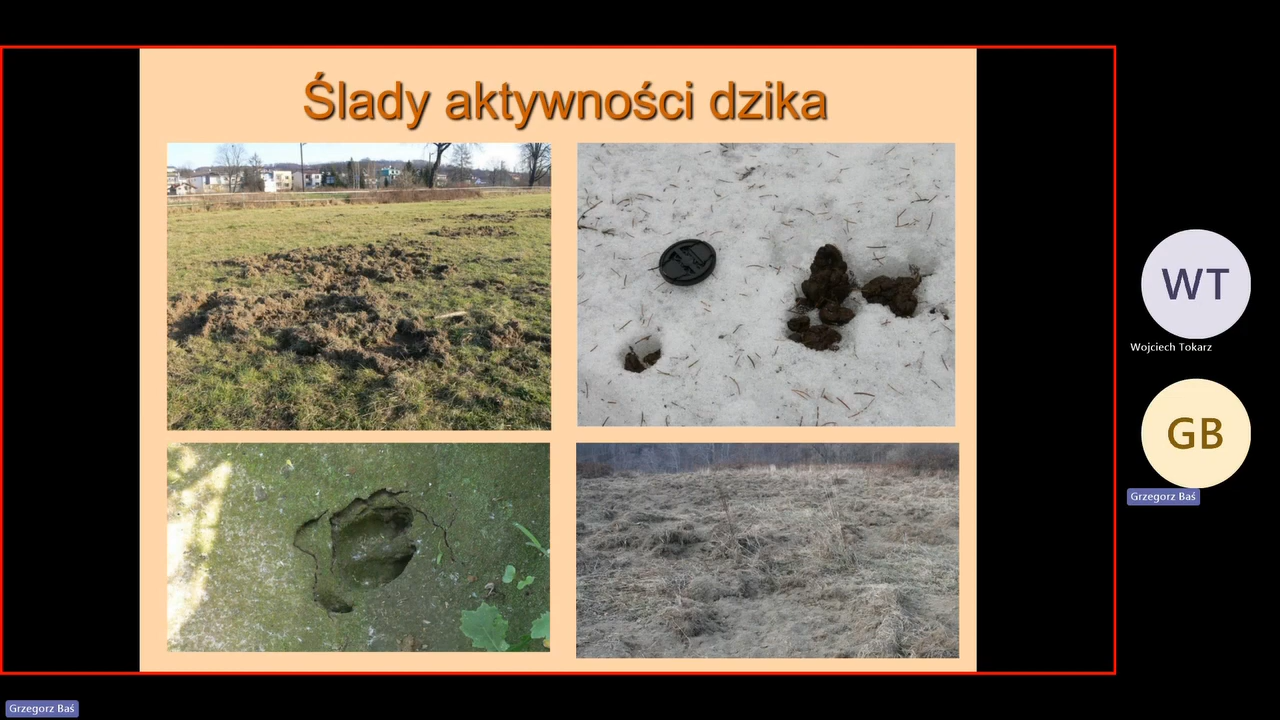 Ślady aktywności dzika
WT
Wojciech Tokarz
GB
Grzegorz Baś
Grzegorz Baś